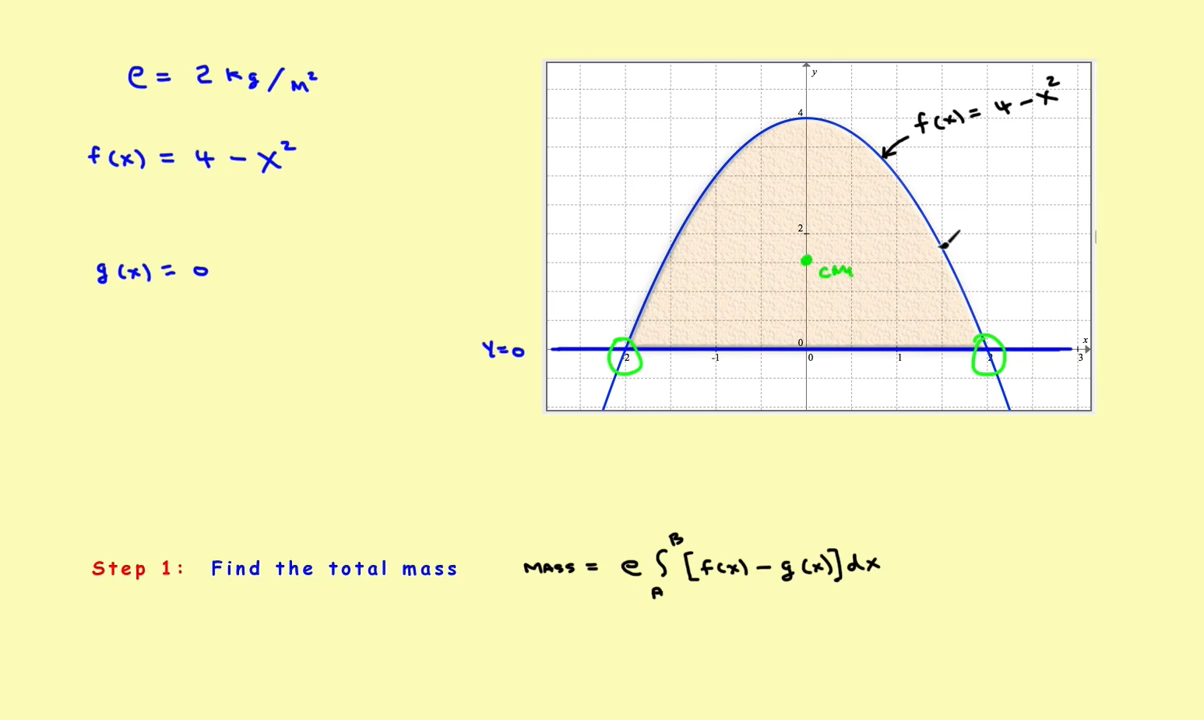 e = 2 kg/m²
f(x) = 4 - x²
g(x) = 0
y
4
f(x) = 4 - x²
2
CM
Y=0
0
x
-2 -1 0 1 2 3
Step 1: Find the total mass
MASS = e ∫ᴬᴮ [f(x) - g(x)] dx